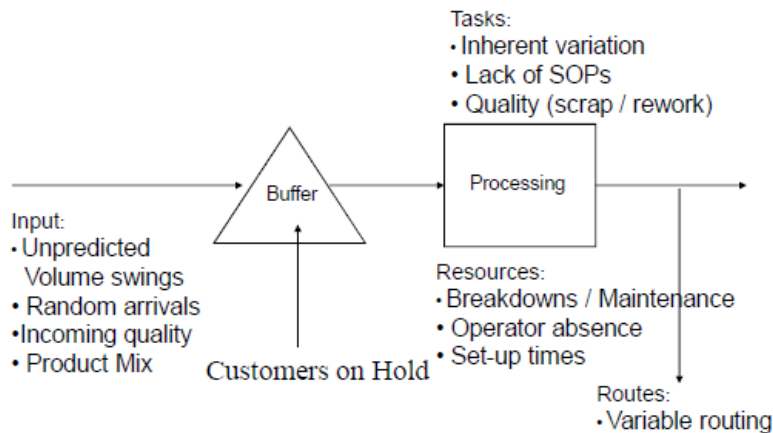 Tasks:
• Inherent variation
• Lack of SOPs
• Quality (scrap / rework)
Buffer
Processing
Input:
• Unpredicted
Volume swings
• Random arrivals
•Incoming quality
• Product Mix
Customers on Hold
Resources:
• Breakdowns / Maintenance
• Operator absence
• Set-up times
Routes:
• Variable routing